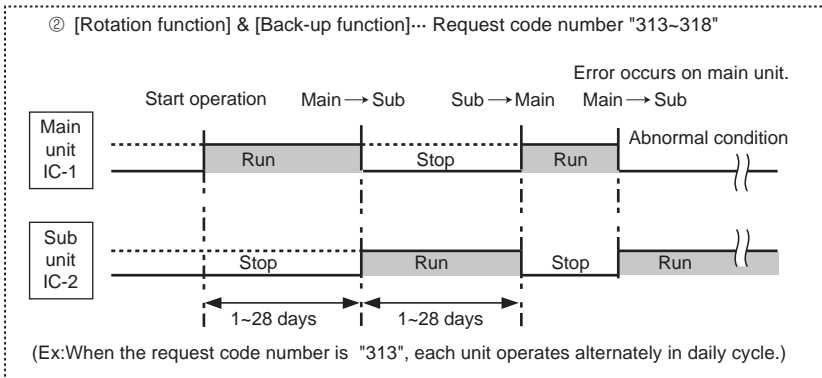 ② [Rotation function] & [Back-up function]··· Request code number "313~318"
Error occurs on main unit.
Start operation Main → Sub Sub → Main Main → Sub
Main
unit
IC-1
Run
Stop
Run
Abnormal condition
Sub
unit
IC-2
Stop
Run
Stop
Run
1~28 days
1~28 days
(Ex:When the request code number is "313", each unit operates alternately in daily cycle.)